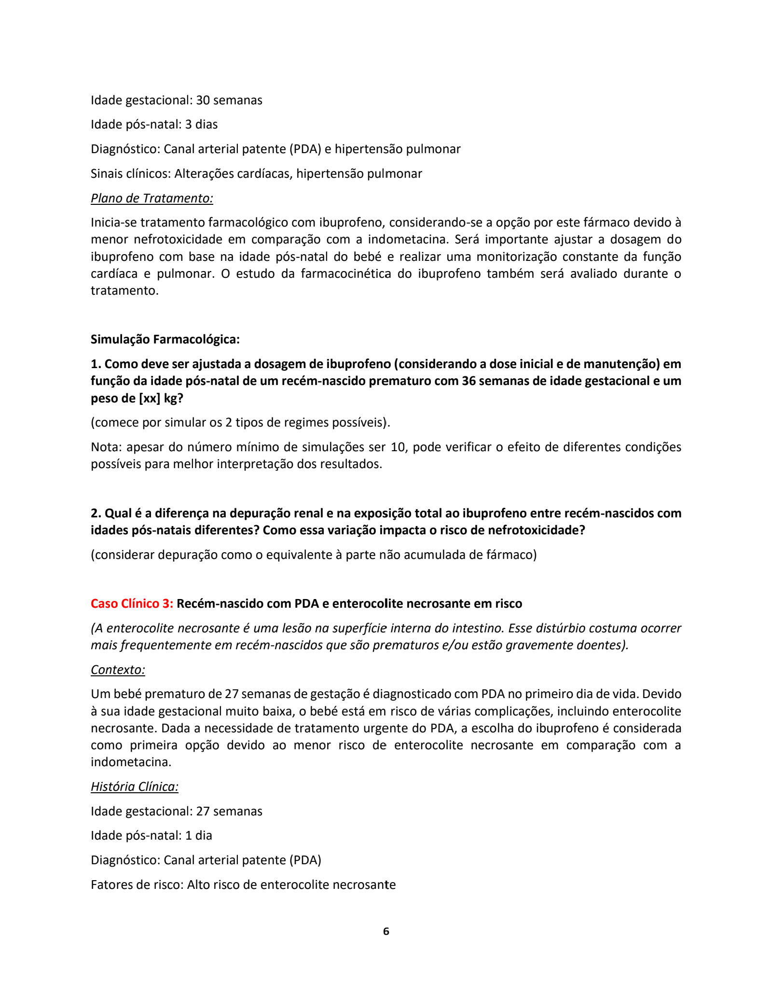 Idade gestacional: 30 semanas
Idade pós-natal: 3 dias
Diagnóstico: Canal arterial patente (PDA) e hipertensão pulmonar
Sinais clínicos: Alterações cardíacas, hipertensão pulmonar
Plano de Tratamento:
Inicia-se tratamento farmacológico com ibuprofeno, considerando-se a opção por este fármaco devido à
menor nefrotoxicidade em comparação com a indometacina. Será importante ajustar a dosagem do
ibuprofeno com base na idade pós-natal do bebé e realizar uma monitorização constante da função
cardíaca e pulmonar. O estudo da farmacocinética do ibuprofeno também será avaliado durante o
tratamento.
Simulação Farmacológica:
1. Como deve ser ajustada a dosagem de ibuprofeno (considerando a dose inicial e de manutenção) em
função da idade pós-natal de um recém-nascido prematuro com 36 semanas de idade gestacional e um
peso de [xx] kg?
(comece por simular os 2 tipos de regimes possíveis).
Nota: apesar do número mínimo de simulações ser 10, pode verificar o efeito de diferentes condições
possíveis para melhor interpretação dos resultados.
2. Qual é a diferença na depuração renal e na exposição total ao ibuprofeno entre recém-nascidos com
idades pós-natais diferentes? Como essa variação impacta o risco de nefrotoxicidade?
(considerar depuração como o equivalente à parte não acumulada de fármaco)
Caso Clínico 3: Recém-nascido com PDA e enterocolite necrosante em risco
(A enterocolite necrosante é uma lesão na superfície interna do intestino. Esse distúrbio costuma ocorrer
mais frequentemente em recém-nascidos que são prematuros e/ou estão gravemente doentes).
Contexto:
Um bebé prematuro de 27 semanas de gestação é diagnosticado com PDA no primeiro dia de vida. Devido
à sua idade gestacional muito baixa, o bebé está em risco de várias complicações, incluindo enterocolite
necrosante. Dada a necessidade de tratamento urgente do PDA, a escolha do ibuprofeno é considerada
como primeira opção devido ao menor risco de enterocolite necrosante em comparação com a
indometacina.
História Clínica:
Idade gestacional: 27 semanas
Idade pós-natal: 1 dia
Diagnóstico: Canal arterial patente (PDA)
Fatores de risco: Alto risco de enterocolite necrosante
6